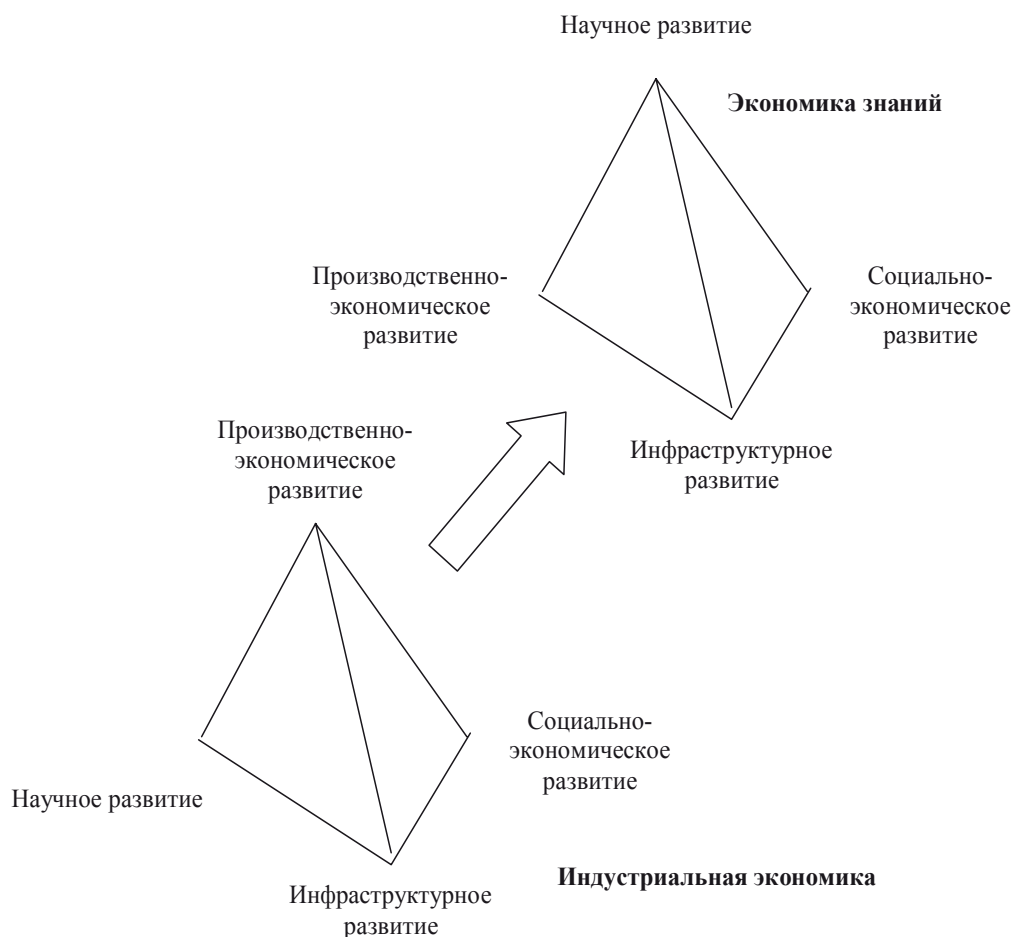 Научное развитие
Экономика знаний
Производственно-
экономическое
развитие
Социально-
экономическое
развитие
Инфраструктурное
развитие
Производственно-
экономическое
развитие
Социально-
экономическое
развитие
Научное развитие
Инфраструктурное
развитие
Индустриальная экономика